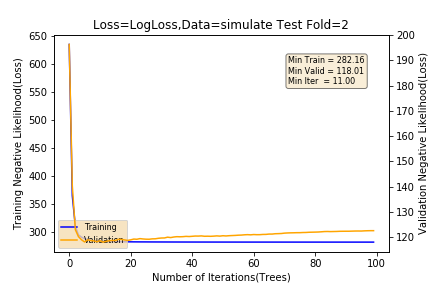 Loss=LogLoss,Data=simulate Test Fold=2
650
600
550
500
450
400
350
300
Training Negative Likelihood(Loss)
200
190
180
170
160
150
140
130
120
Validation Negative Likelihood(Loss)
Min Train = 282.16
Min Valid = 118.01
Min Iter = 11.00
Training
Validation
0 20 40 60 80 100
Number of Iterations(Trees)